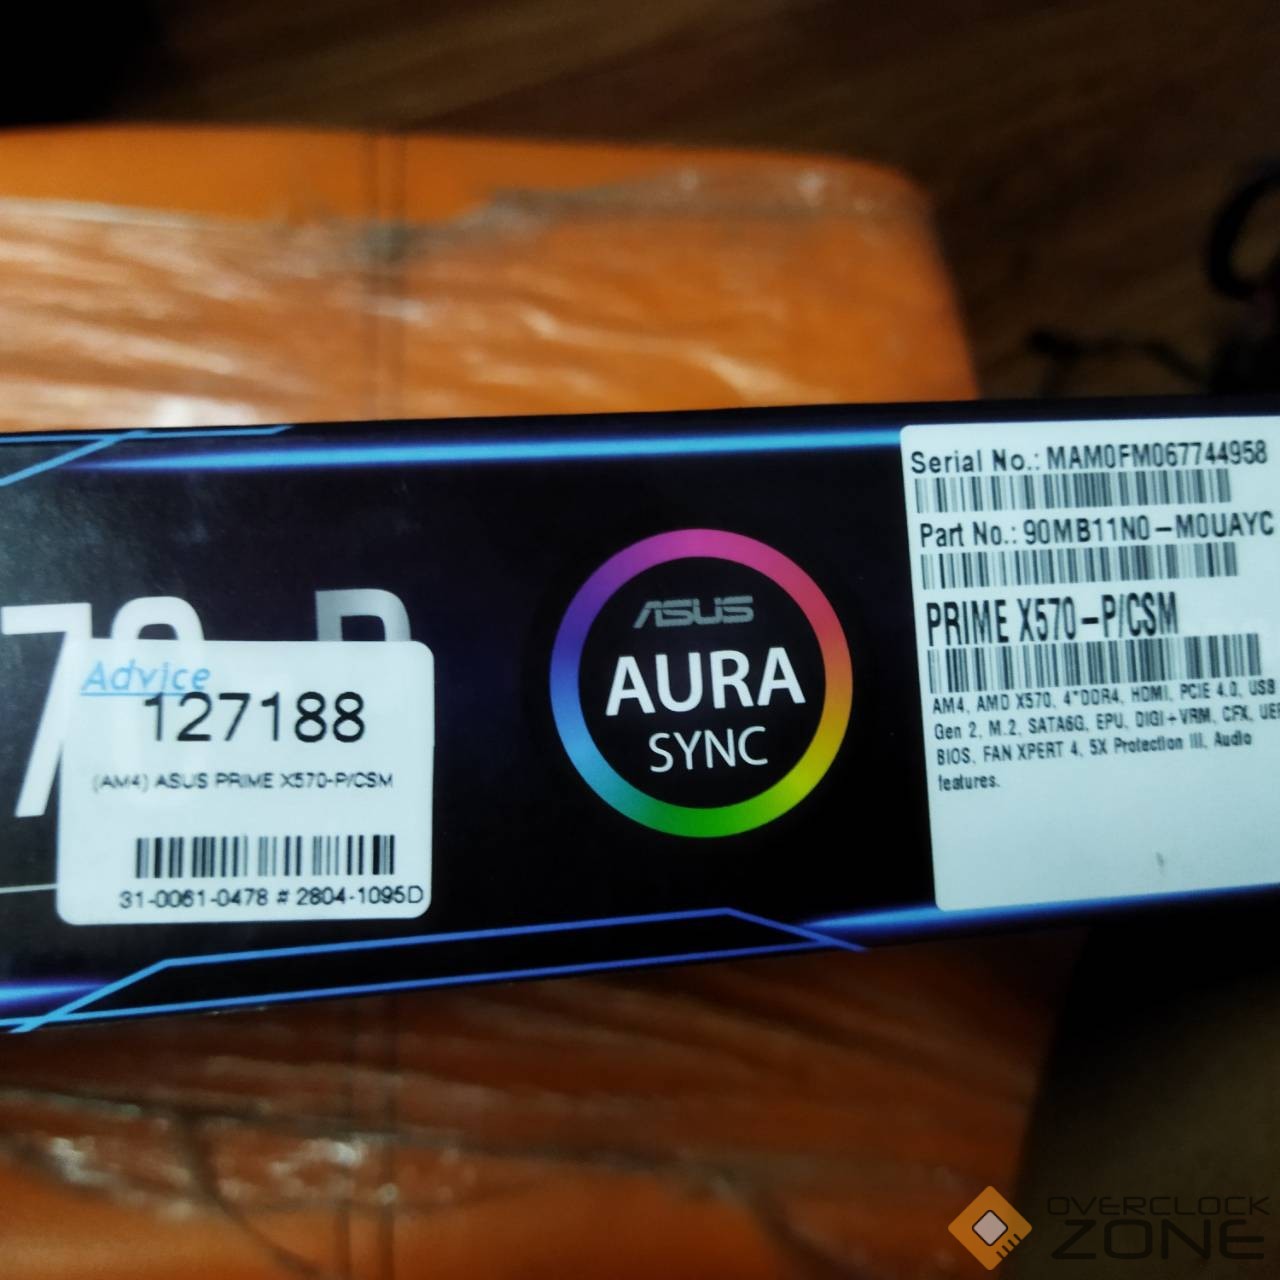 Serial No.: MAM0FM067744958
Part No.: 90MB11N0-M0UAYC
PRIME X570-P/CSM
AM4, AMD X570, 4*DDR4, HDMI, PCIE 4.0, USB
Gen 2, M.2, SATA6G, EPU, DIGI+VRM, CFX, UEF
BIOS, FAN XPERT 4, 5X Protection III, Audio
features.
ASUS
AURA
SYNC
70-P
Advice
127188
(AM4) ASUS PRIME X570-P/CSM
31-0061-0478 # 2804-1095D
OVERCLOCK
ZONE